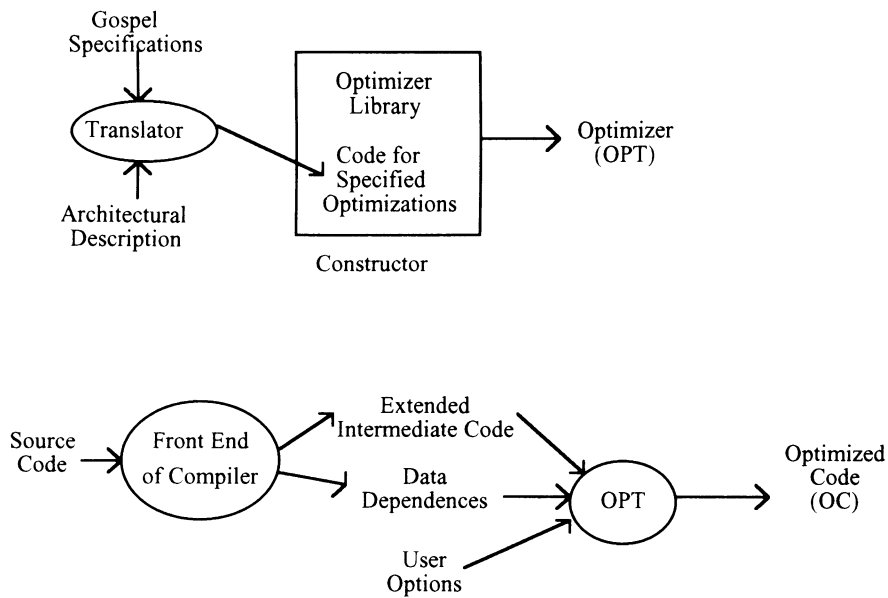 Gospel
Specifications
Translator
Architectural
Description
Optimizer
Library
Code for
Specified
Optimizations
Constructor
Optimizer
(OPT)
Source
Code
Front End
of Compiler
Extended
Intermediate Code
Data
Dependences
User
Options
OPT
Optimized
Code
(OC)